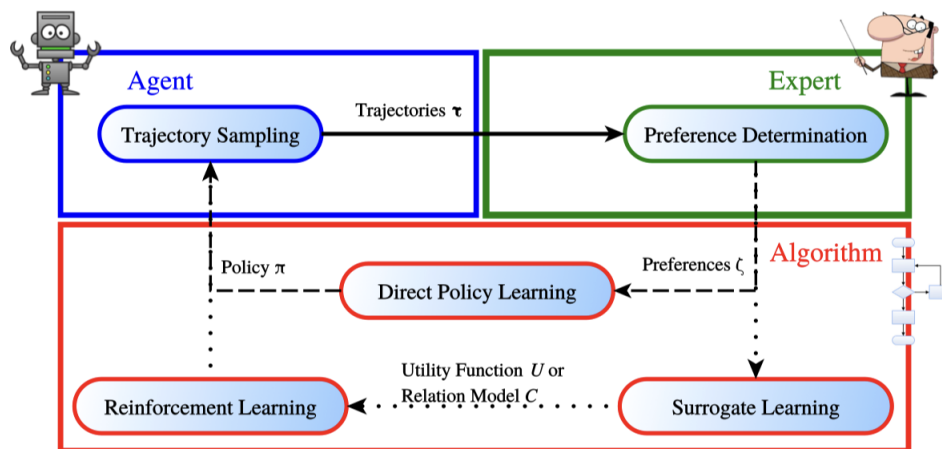 Agent
Expert
Trajectory Sampling
Trajectories τ
Preference Determination
Policy π
Direct Policy Learning
Preferences ζ
Algorithm
Reinforcement Learning
Utility Function U or
Relation Model C
Surrogate Learning